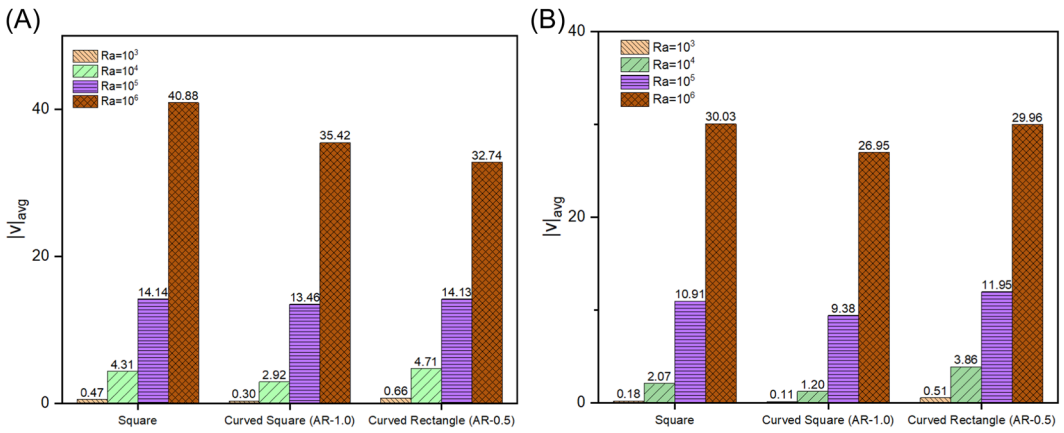 (A)
Ra=10³
Ra=10⁴
Ra=10⁵
Ra=10⁶
|v|avg
40
20
0
0.47
4.31
14.14
40.88
0.30
2.92
13.46
35.42
0.66
4.71
14.13
32.74
Square
Curved Square (AR-1.0)
Curved Rectangle (AR-0.5)
(B)
Ra=10³
Ra=10⁴
Ra=10⁵
Ra=10⁶
|v|avg
40
20
0
0.18
2.07
10.91
30.03
0.11
1.20
9.38
26.95
0.51
3.86
11.95
29.96
Square
Curved Square (AR-1.0)
Curved Rectangle (AR-0.5)